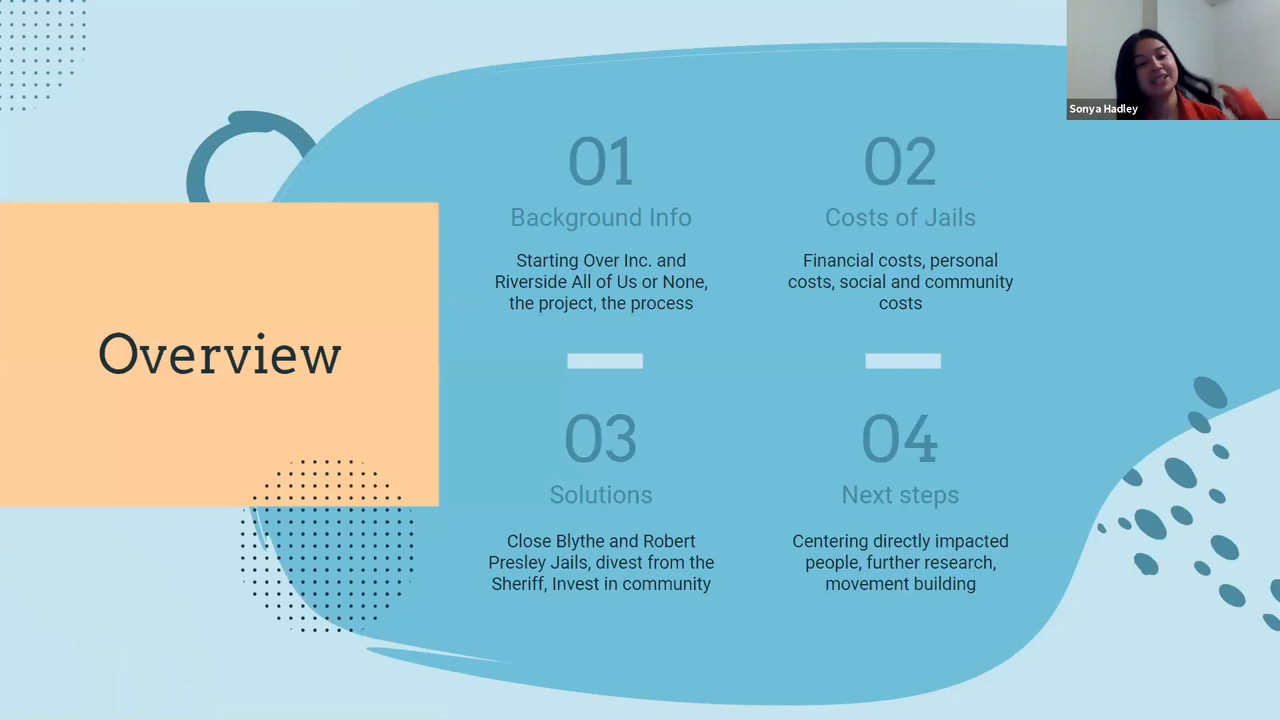 Sonya Hadley
Overview
01
Background Info
Starting Over Inc. and
Riverside All of Us or None,
the project, the process
02
Costs of Jails
Financial costs, personal
costs, social and community
costs
03
Solutions
Close Blythe and Robert
Presley Jails, divest from the
Sheriff, Invest in community
04
Next steps
Centering directly impacted
people, further research,
movement building